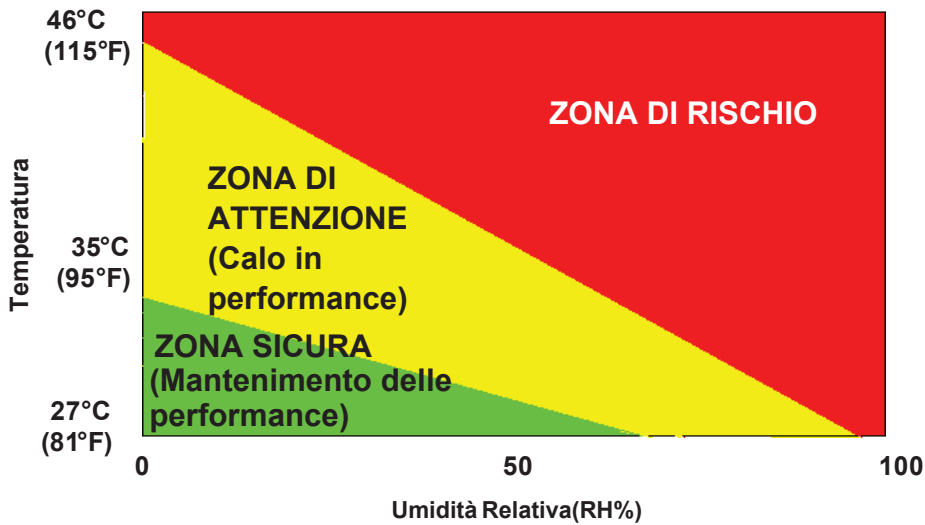 46°C
(115°F)
ZONA DI RISCHIO
ZONA DI
ATTENZIONE
(Calo in
performance)
Temperatura
35°C
(95°F)
ZONA SICURA
(Mantenimento delle
performance)
27°C
(81°F)
0
50
100
Umidità Relativa(RH%)